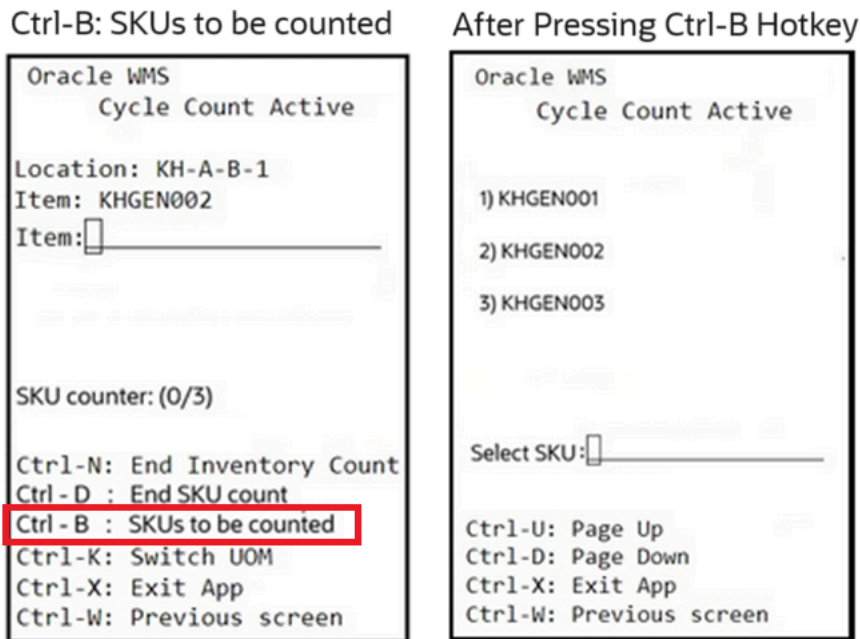 Ctrl-B: SKUs to be counted
Oracle WMS
Cycle Count Active
Location: KH-A-B-1
Item: KHGEN002
Item:
SKU counter: (0/3)
Ctrl-N: End Inventory Count
Ctrl - D : End SKU count
Ctrl - B : SKUs to be counted
Ctrl-K: Switch UOM
Ctrl-X: Exit App
Ctrl-W: Previous screen
After Pressing Ctrl-B Hotkey
Oracle WMS
Cycle Count Active
1) KHGEN001
2) KHGEN002
3) KHGEN003
Select SKU:
Ctrl-U: Page Up
Ctrl-D: Page Down
Ctrl-X: Exit App
Ctrl-W: Previous screen